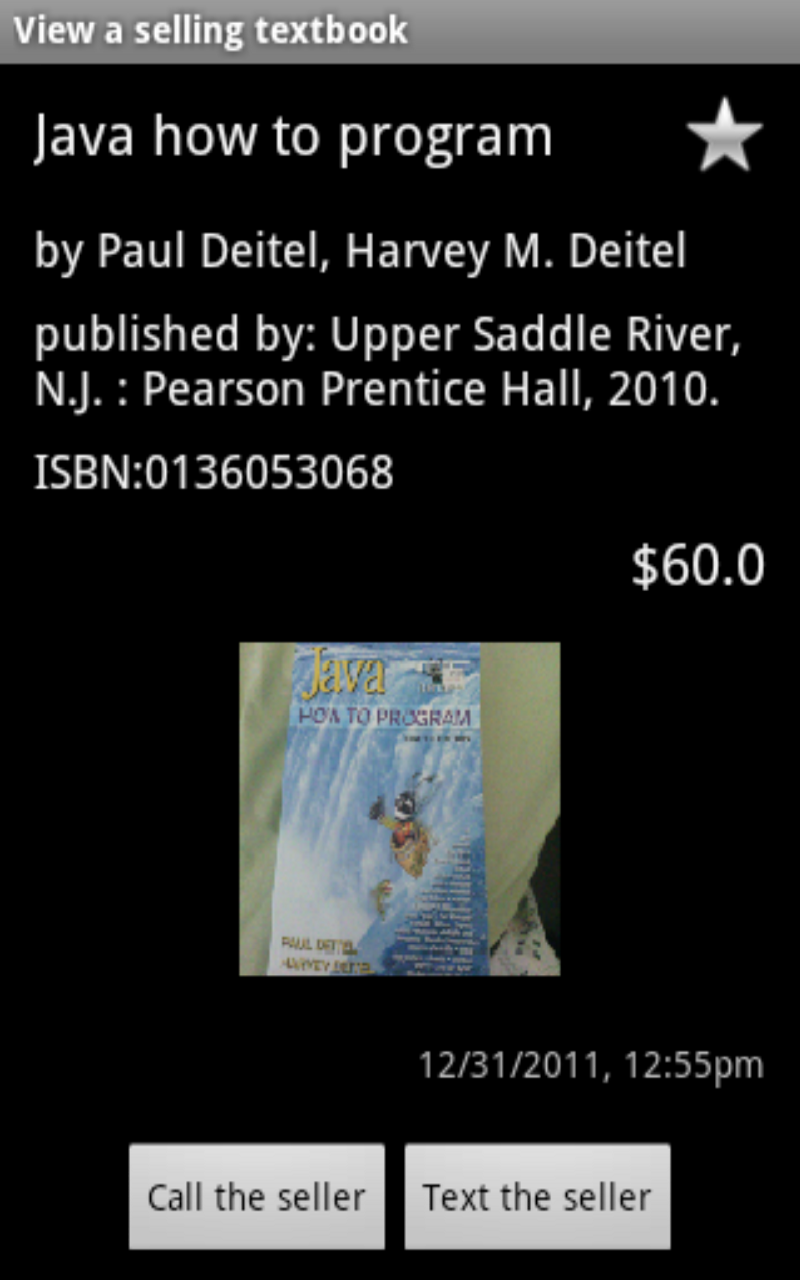 View a selling textbook
Java how to program
by Paul Deitel, Harvey M. Deitel
published by: Upper Saddle River,
N.J. : Pearson Prentice Hall, 2010.
ISBN:0136053068
$60.0
Java
HOW TO PROGRAM
PAUL DEITEL
HARVEY DEITEL
12/31/2011, 12:55pm
Call the seller
Text the seller